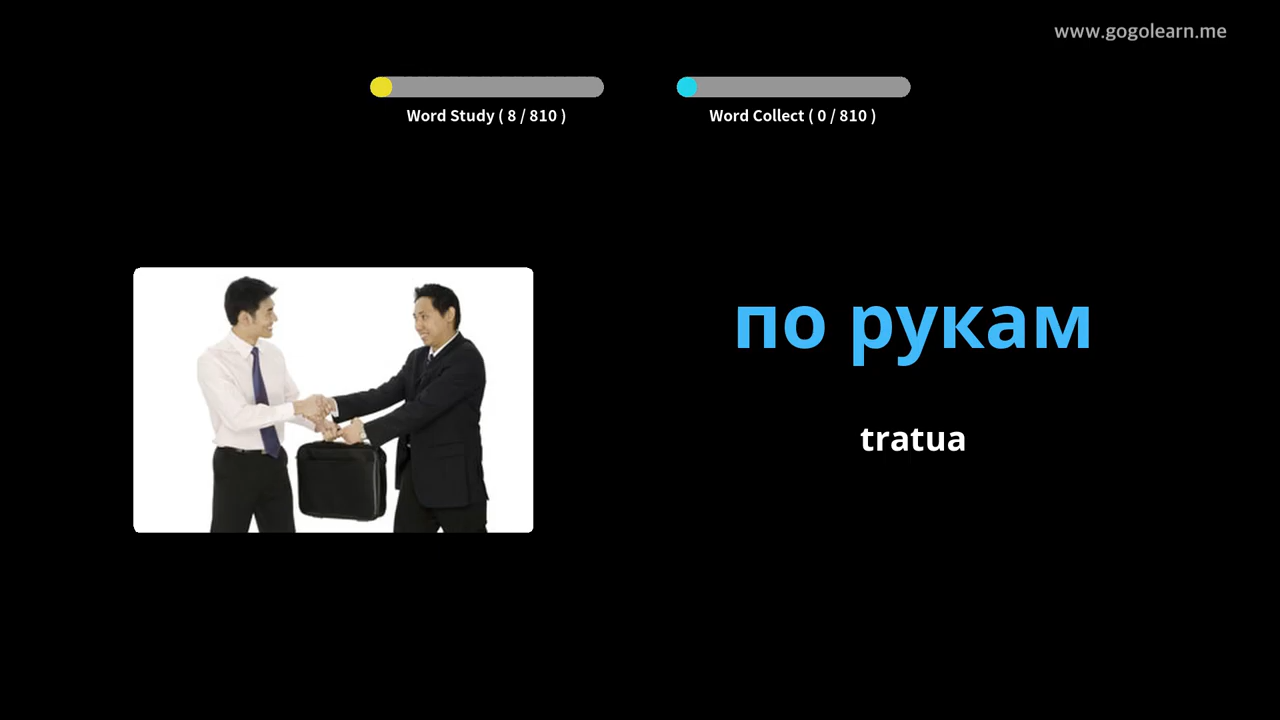 www.gogolearn.me
Word Study ( 8 / 810 )
Word Collect ( 0 / 810 )
по рукам
tratua